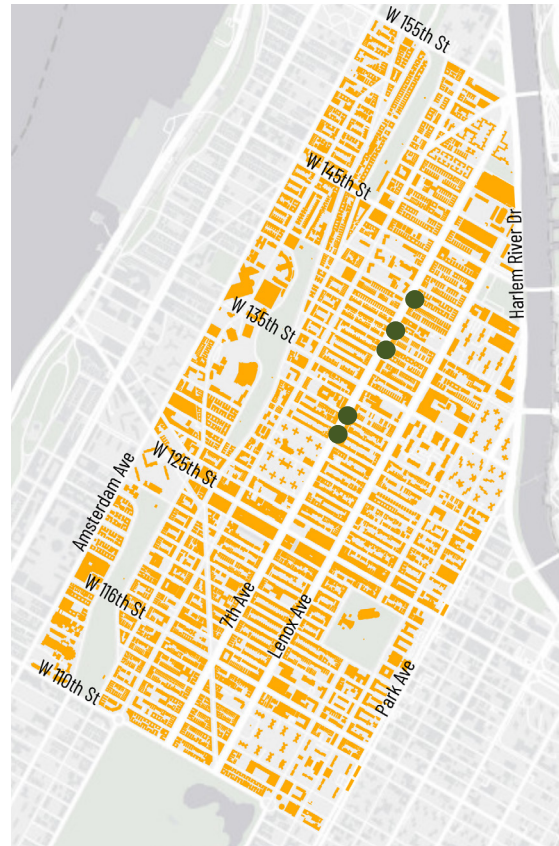 W 155th St
W 145th St
Harlem River Dr
W 135th St
W 125th St
Amsterdam Ave
W 116th St
7th Ave
Lenox Ave
W 110th St
Park Ave